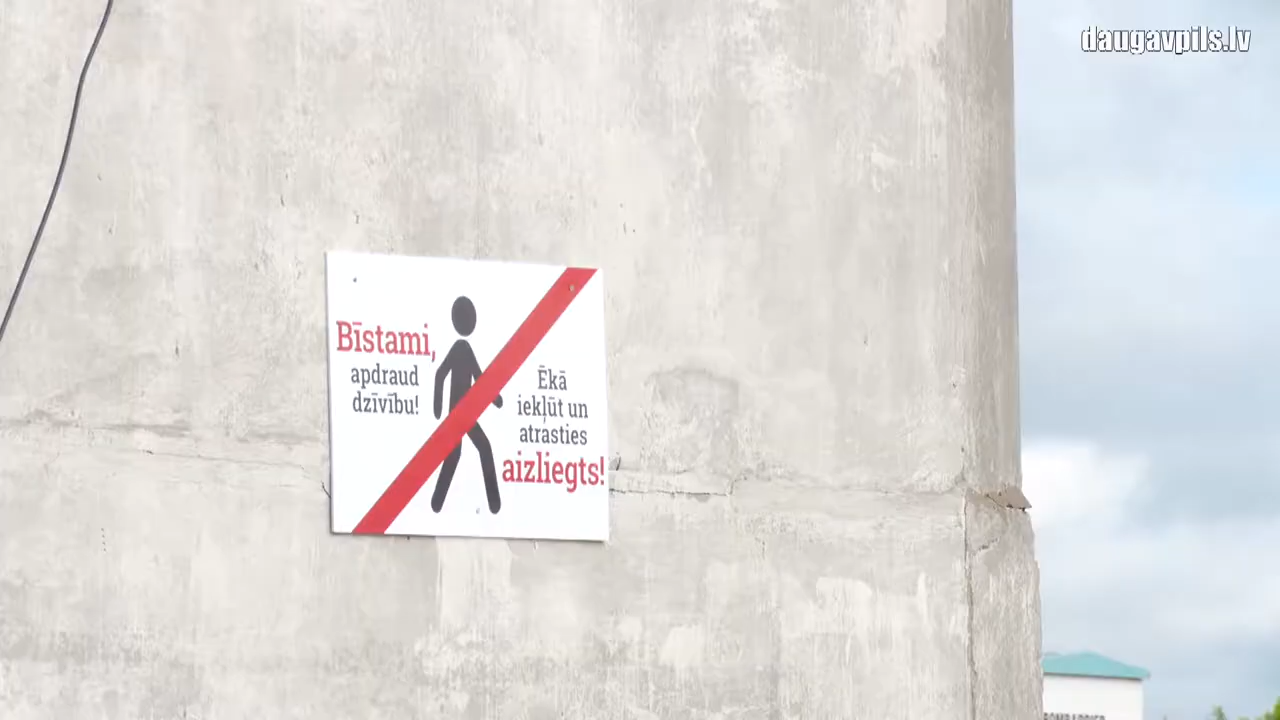 daugavpils.lv
Bīstami,
apdraud
dzīvību!
Ēkā
iekļūt un
atrasties
aizliegts!